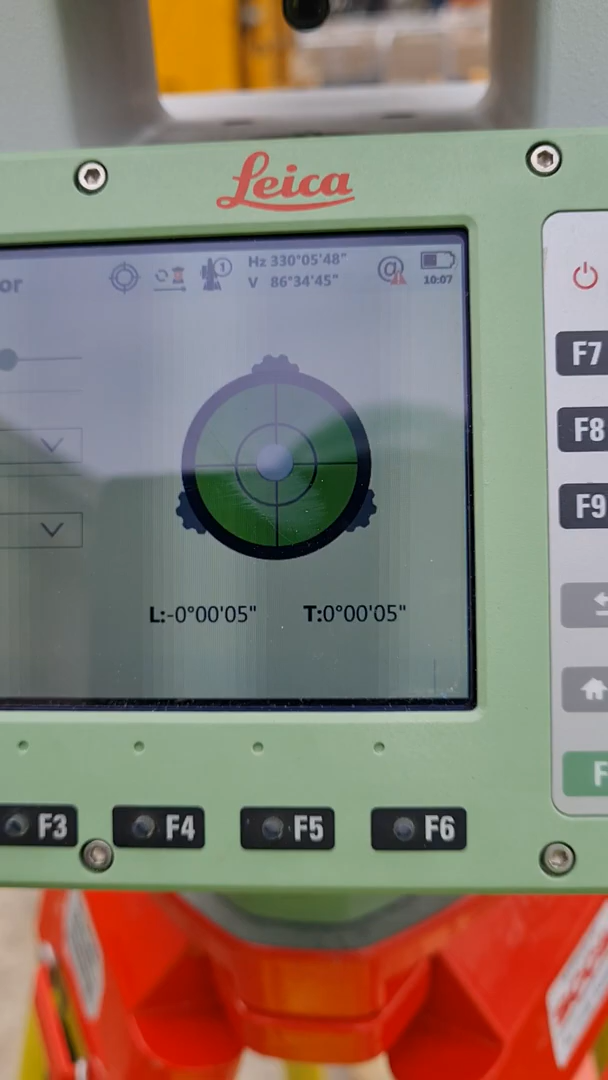 Leica
or
1
Hz 330°05'48"
V 86°34'45"
@
10:07
L:-0°00'05" T:0°00'05"
F7
F8
F9
F
F3
F4
F5
F6